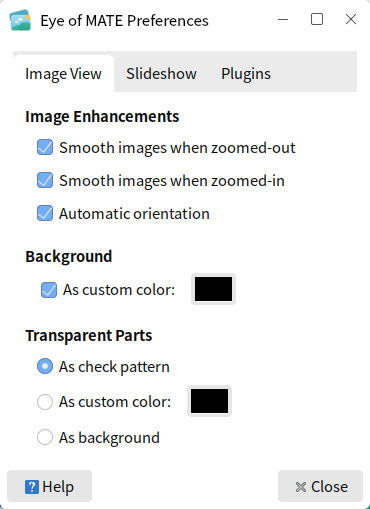 Eye of MATE Preferences
Image View Slideshow Plugins
Image Enhancements
Smooth images when zoomed-out
Smooth images when zoomed-in
Automatic orientation
Background
As custom color:
Transparent Parts
As check pattern
As custom color:
As background
? Help Close